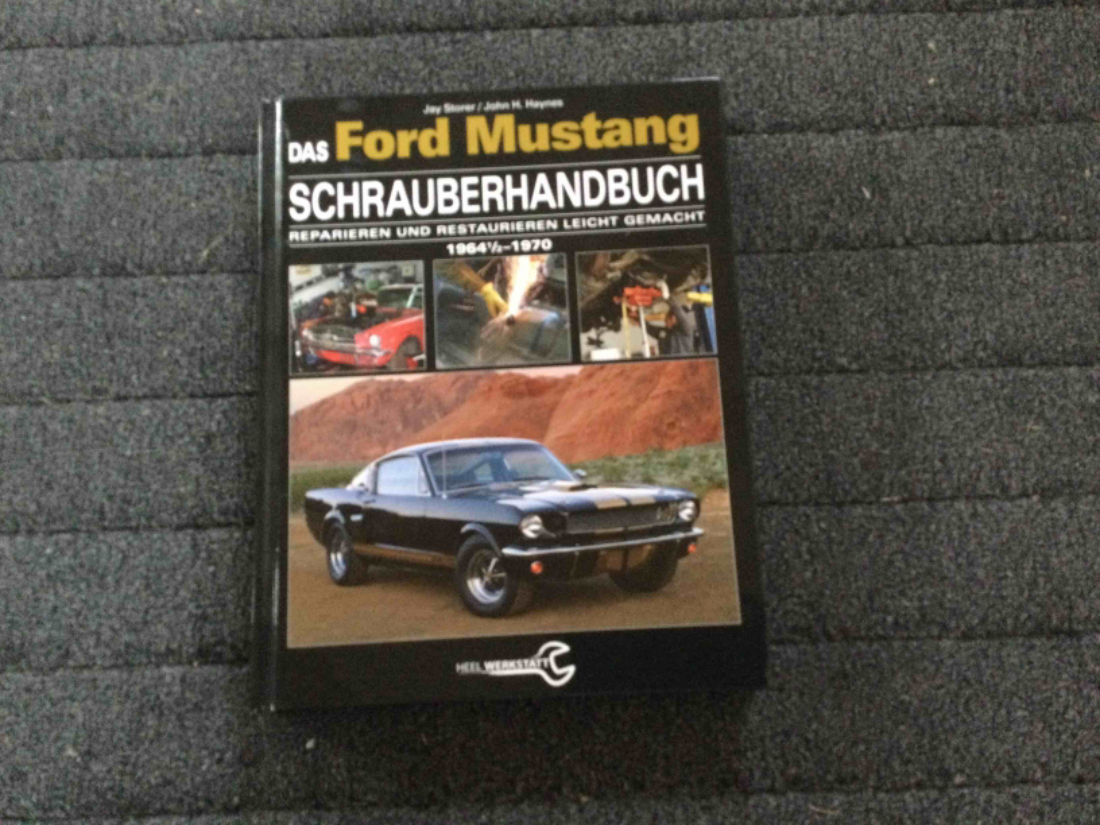 Jay Storer / John H. Haynes
DAS Ford Mustang
SCHRAUBERHANDBUCH
REPARIEREN UND RESTAURIEREN LEICHT GEMACHT
1964½-1970
HEEL WERKSTATT